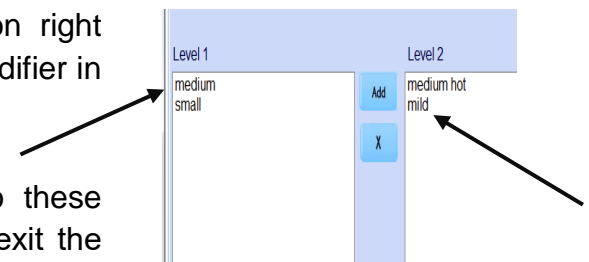 on right
difier in
these
exit the
Level 1
medium
small
Add
X
Level 2
medium hot
mild